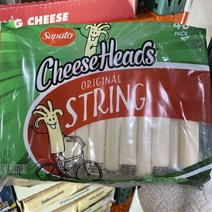 G CHEESE
Saputo
CheeseHeads
ORIGINAL
STRING
PACK